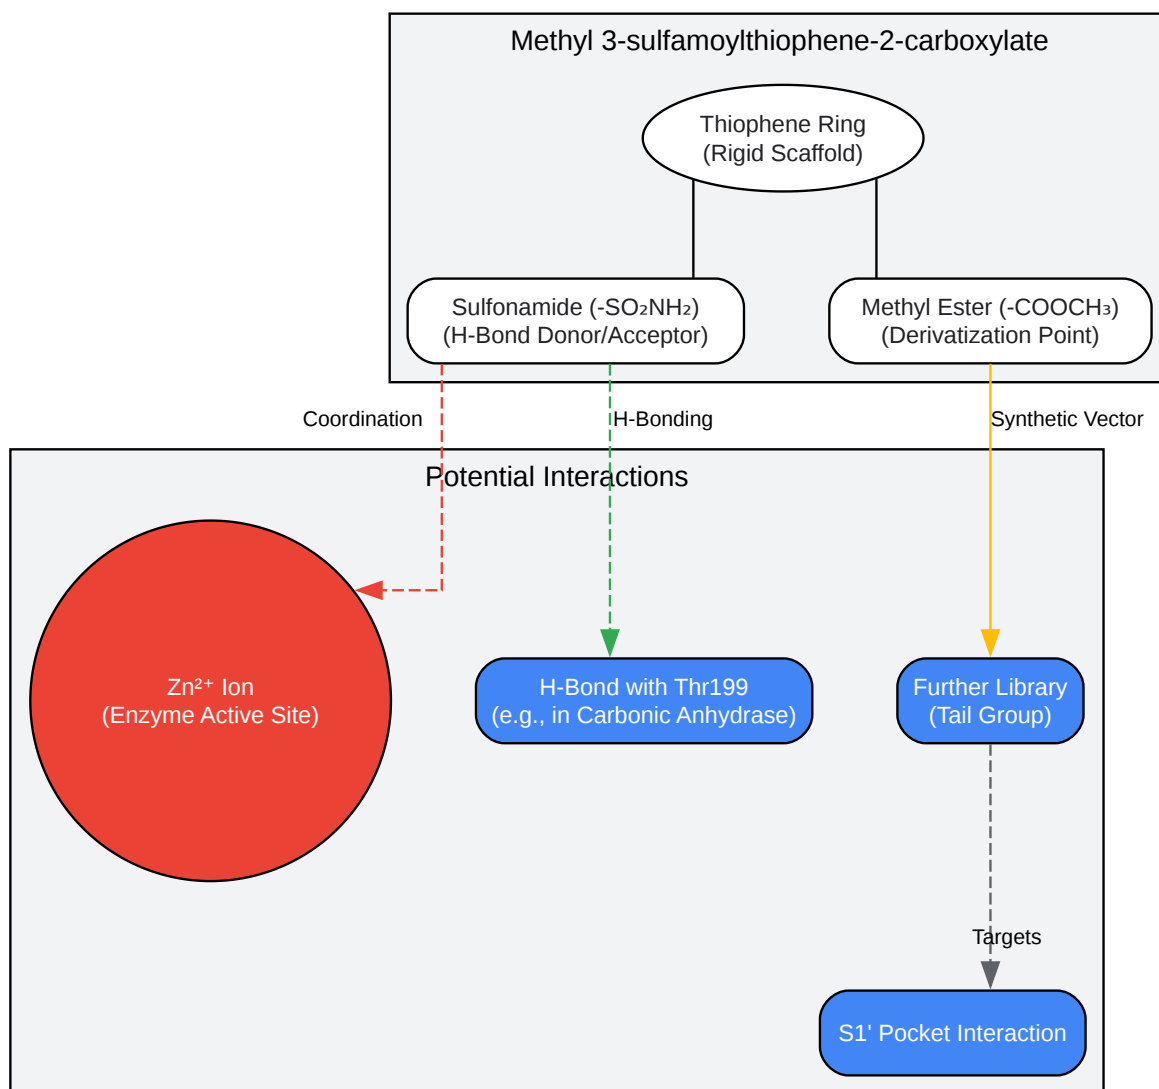 Methyl 3-sulfamoylthiophene-2-carboxylate
Thiophene Ring
(Rigid Scaffold)
Sulfonamide (-SO₂NH₂)
(H-Bond Donor/Acceptor)
Methyl Ester (-COOCH₃)
(Derivatization Point)
Coordination
H-Bonding
Synthetic Vector
Potential Interactions
Zn²⁺ Ion
(Enzyme Active Site)
H-Bond with Thr199
(e.g., in Carbonic Anhydrase)
Further Library
(Tail Group)
Targets
S1' Pocket Interaction